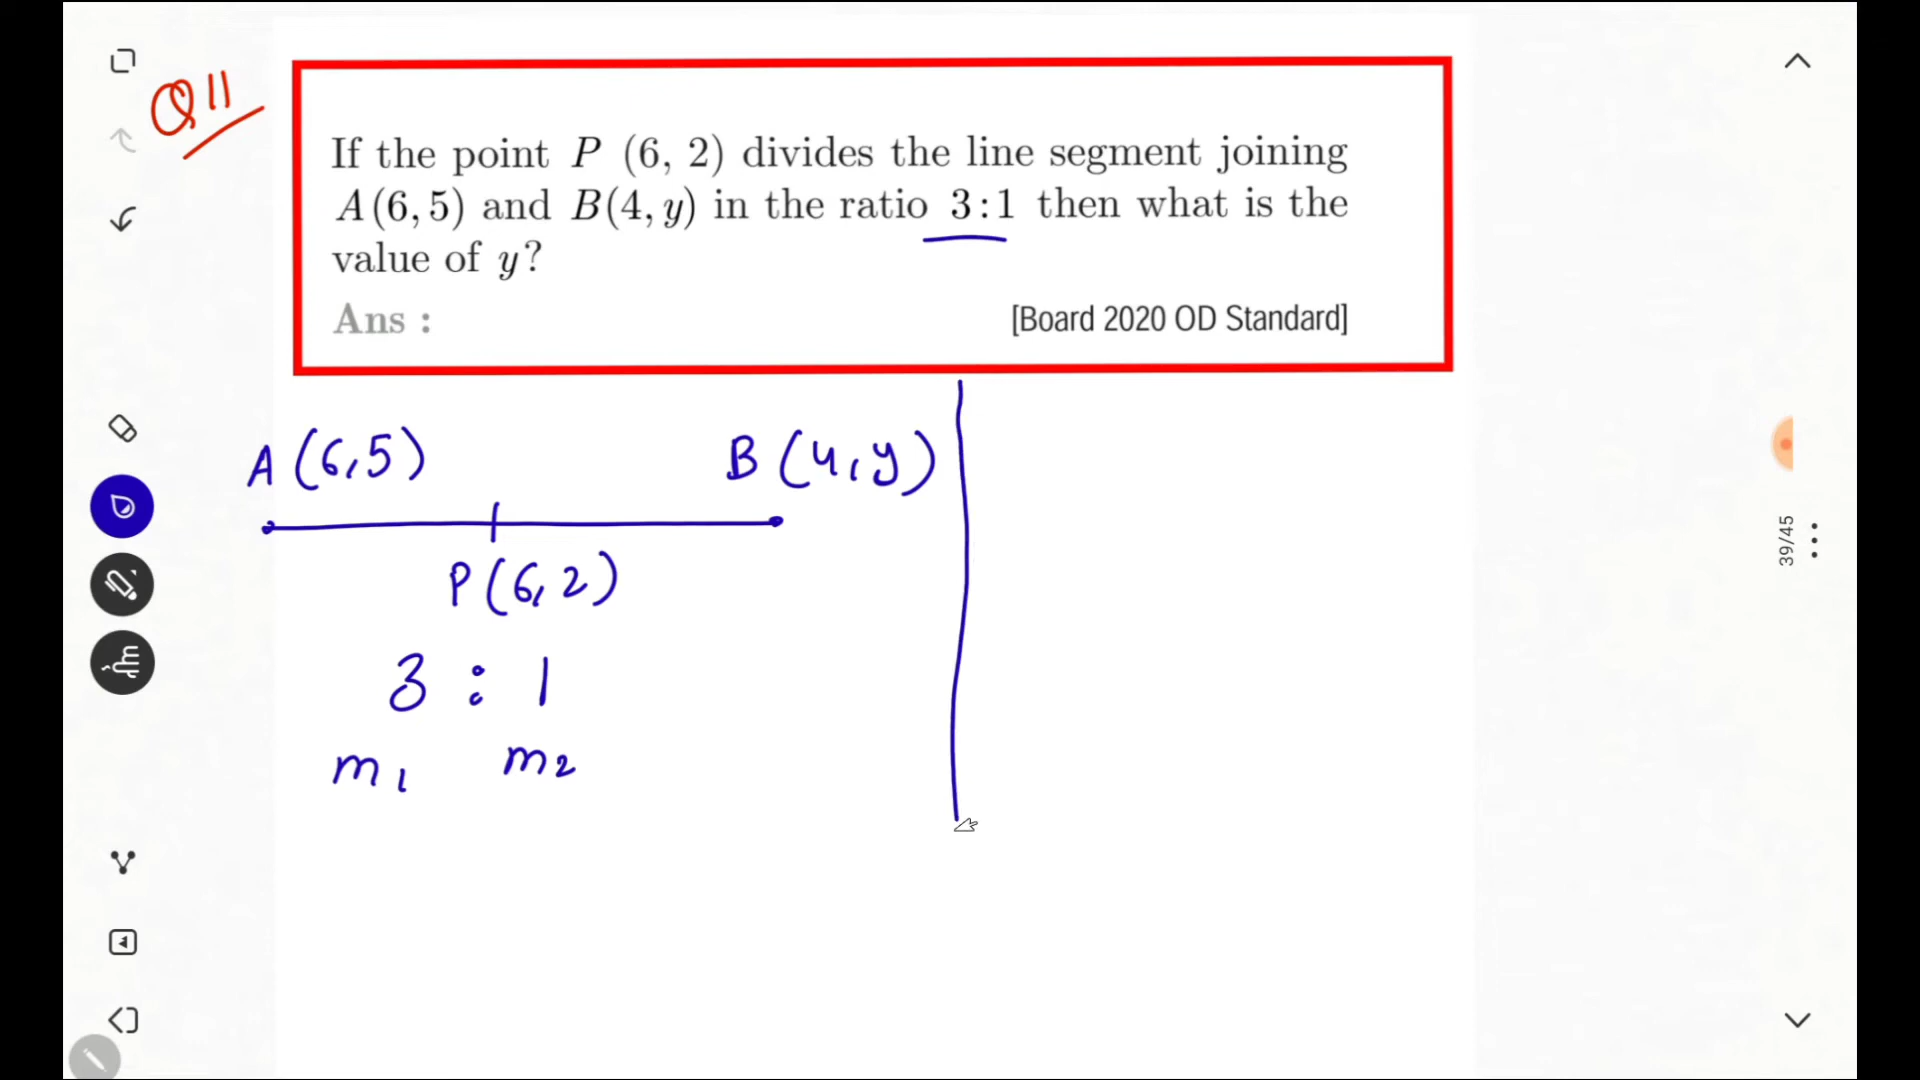 Q11
If the point P (6, 2) divides the line segment joining
A(6, 5) and B(4, y) in the ratio 3:1 then what is the
value of y?
Ans :
[Board 2020 OD Standard]
A (6,5)
B (4,y)
P(6,2)
3 : 1
m1 m2
39/45